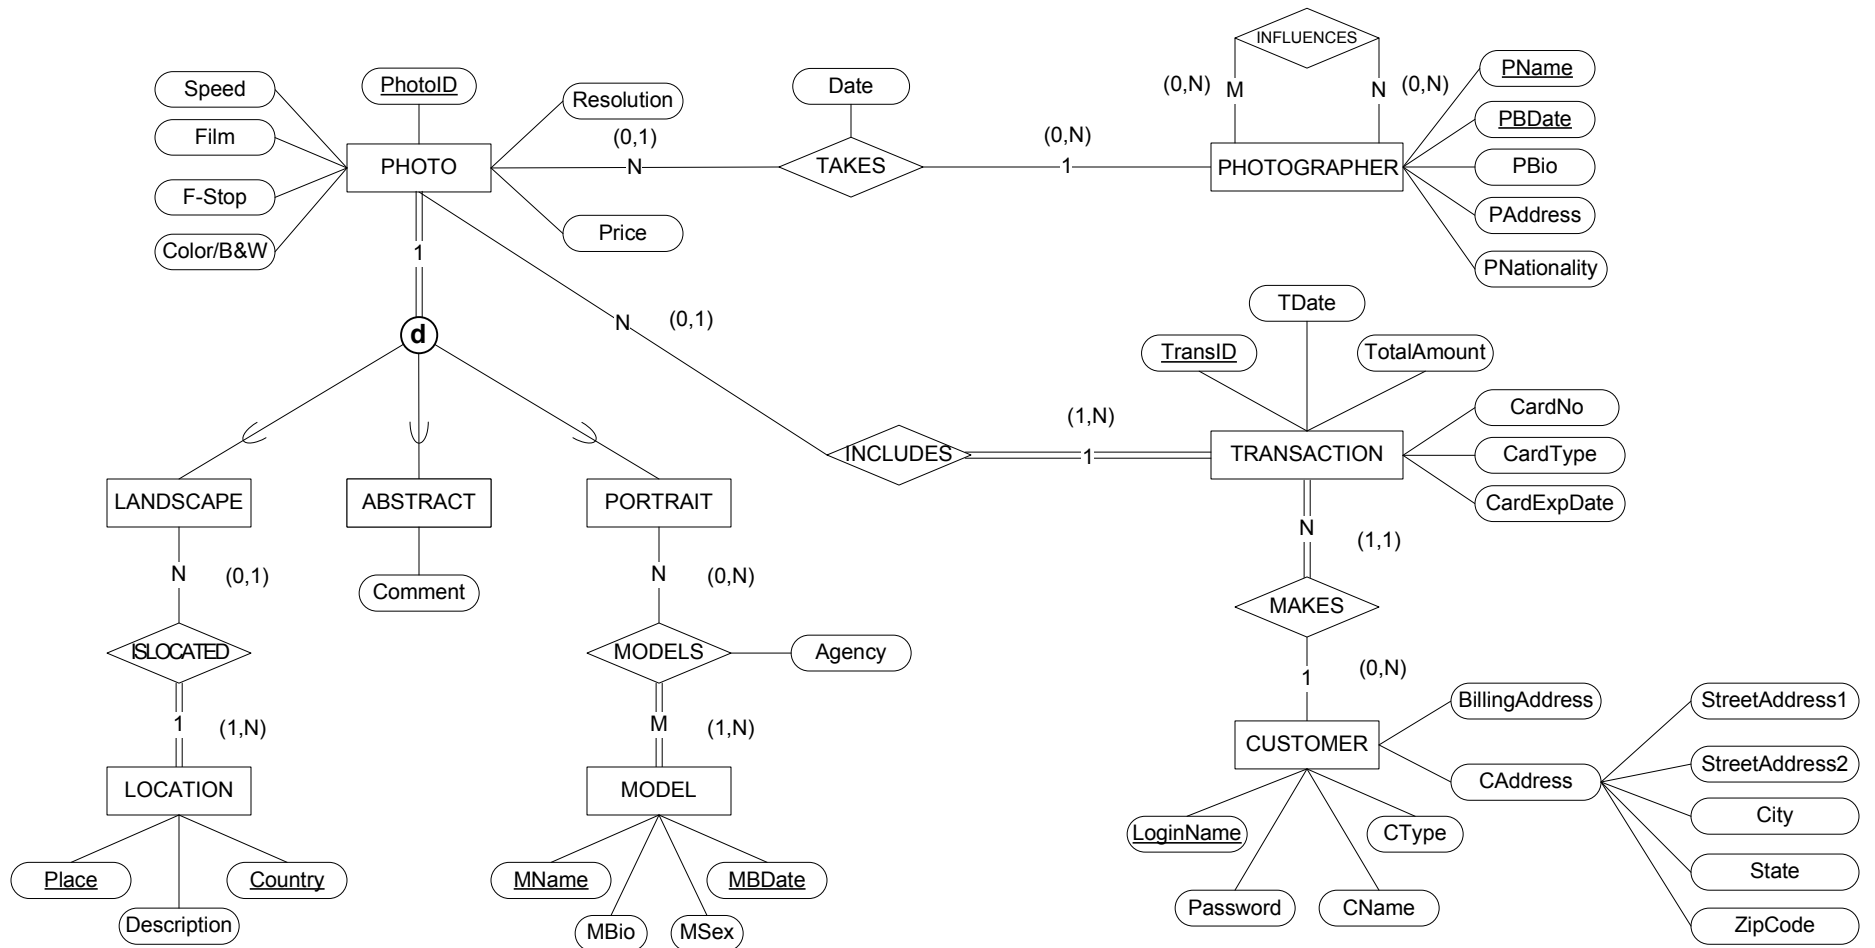 INFLUENCES
Speed
PhotoID
Resolution
Date
(0,N)
M
N
(0,N)
PName
Film
PBDate
(0,1)
(0,N)
PHOTO
N
TAKES
1
PHOTOGRAPHER
PBio
F-Stop
PAddress
Color/B&W
1
Price
PNationality
TDate
d
N
(0,1)
TransID
TotalAmount
CardNo
(1,N)
INCLUDES
1
TRANSACTION
CardType
LANDSCAPE
ABSTRACT
PORTRAIT
CardExpDate
N
(1,1)
N
(0,1)
N
(0,N)
Comment
MAKES
ISLOCATED
MODELS
Agency
1
(0,N)
1
(1,N)
M
(1,N)
BillingAddress
StreetAddress1
CUSTOMER
StreetAddress2
CAddress
LOCATION
MODEL
City
LoginName
CType
State
Place
Country
MName
MBDate
Password
CName
Description
MBio
MSex
ZipCode